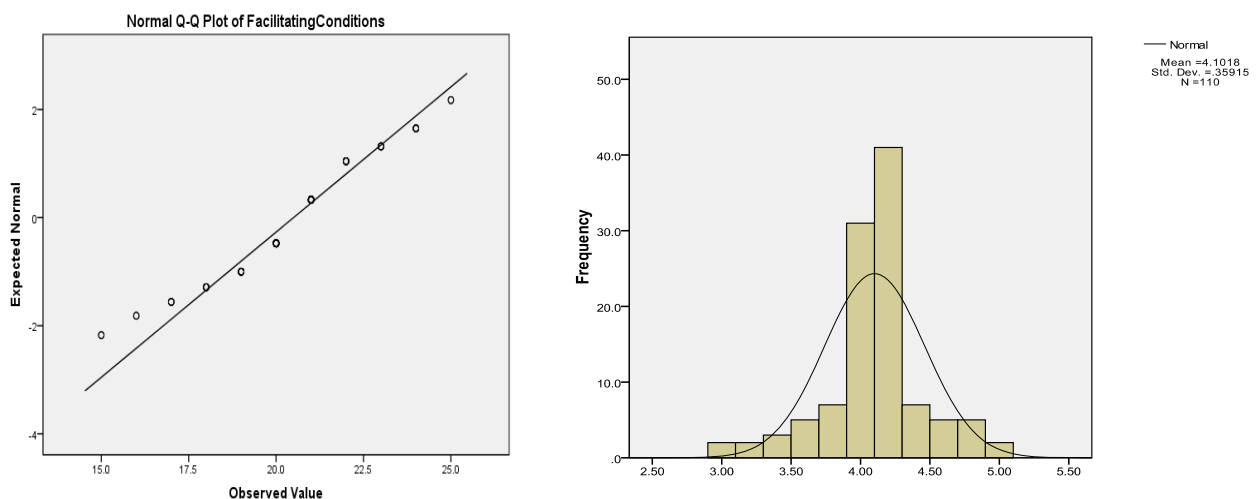 Normal Q-Q Plot of FacilitatingConditions
Expected Normal
2
0
-2
-4
15.0 17.5 20.0 22.5 25.0
Observed Value
Frequency
50.0
40.0
30.0
20.0
10.0
.0
2.50 3.00 3.50 4.00 4.50 5.00 5.50
Normal
Mean =4.1018
Std. Dev. =.35915
N =110